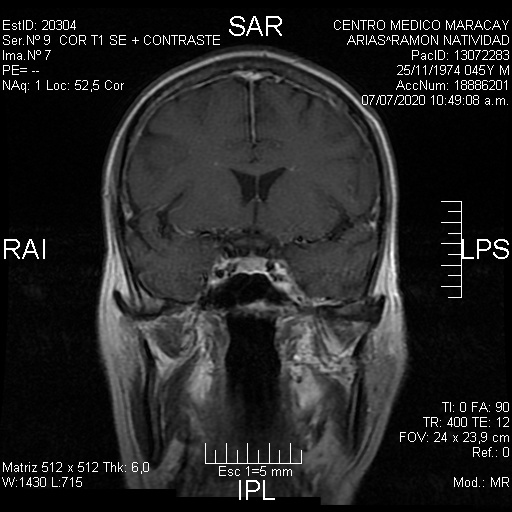 EstID: 20304
Ser.Nº 9 COR T1 SE + CONTRASTE
Ima.Nº 7
PE= --
NAq: 1 Loc: 52,5 Cor
SAR
CENTRO MEDICO MARACAY
ARIAS^RAMON NATIVIDAD
PacID: 13072283
25/11/1974 045Y M
AccNum: 18886201
07/07/2020 10:49:08 a.m.
RAI
LPS
TI: 0 FA: 90
TR: 400 TE: 12
FOV: 24 x 23,9 cm
Ref.: 0
Matriz 512 x 512 Thk: 6,0
W:1430 L:715
Esc 1=5 mm
IPL
Mod.: MR